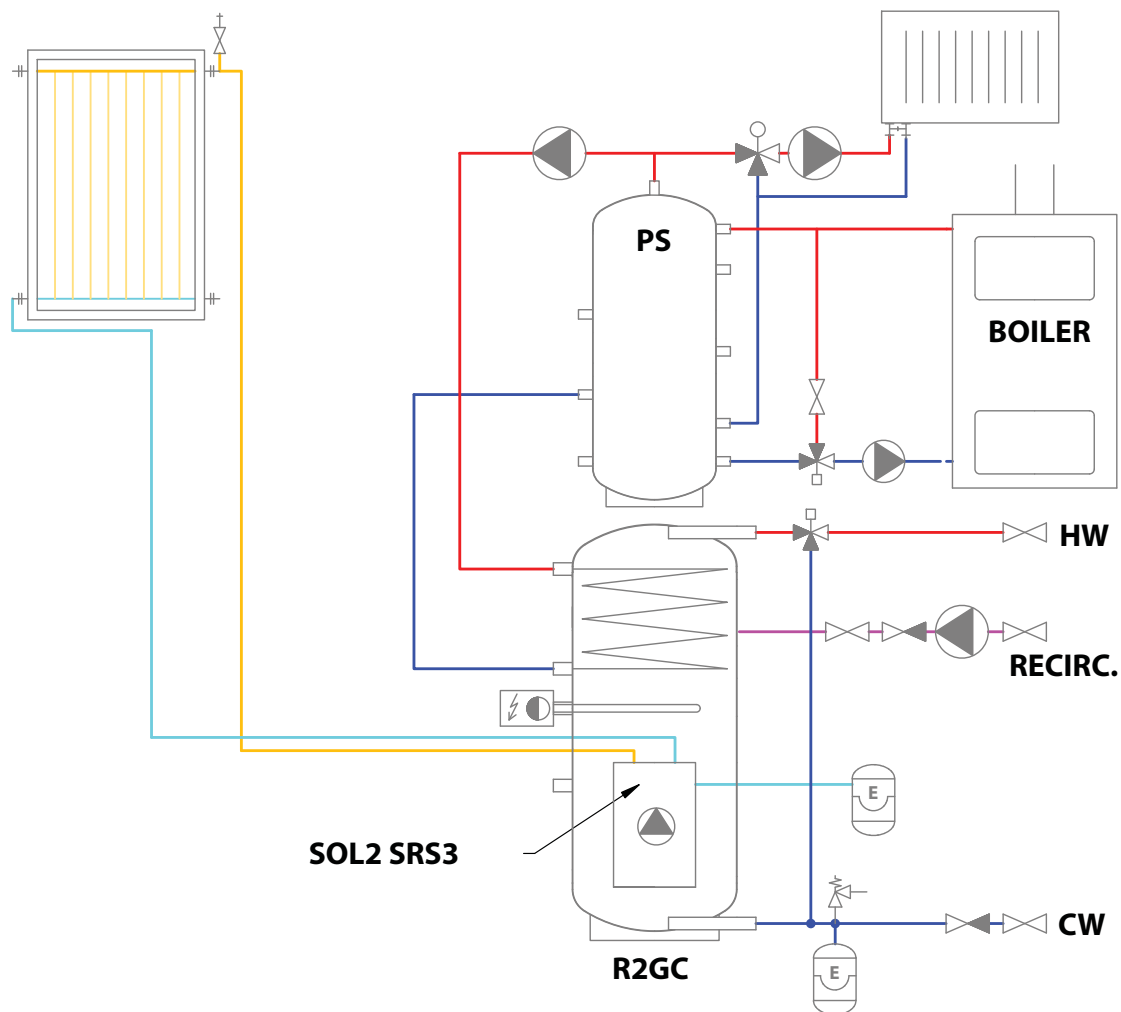 PS
BOILER
HW
RECIRC.
E
SOL2 SRS3
CW
R2GC
E